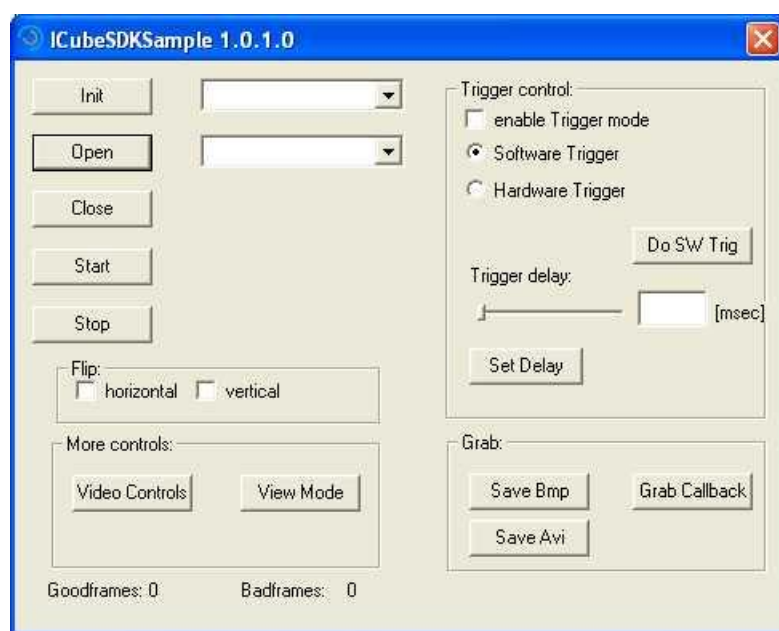 ICubeSDKSample 1.0.1.0
Init
Open
Close
Start
Stop
Flip:
horizontal
vertical
More controls:
Video Controls
View Mode
Goodframes: 0
Badframes: 0
Trigger control:
enable Trigger mode
Software Trigger
Hardware Trigger
Do SW Trig
Trigger delay:
[msec]
Set Delay
Grab:
Save Bmp
Grab Callback
Save Avi